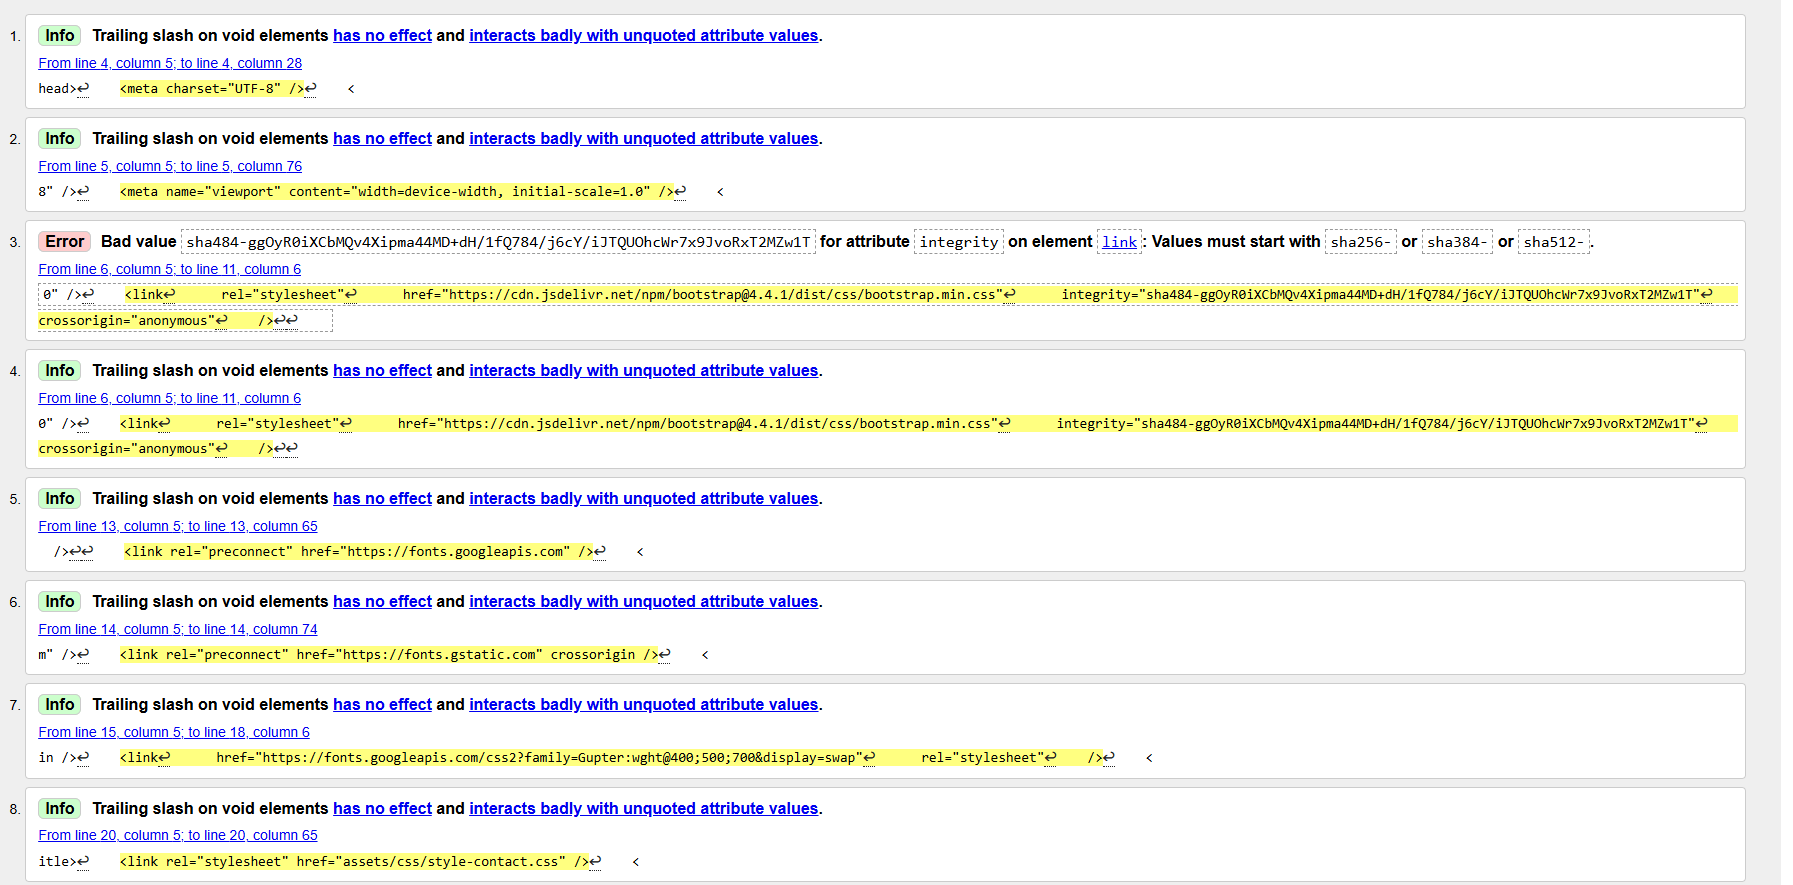 1. Info Trailing slash on void elements has no effect and interacts badly with unquoted attribute values.
From line 4, column 5; to line 4, column 28
head>↩    <meta charset="UTF-8" />↩    <
2. Info Trailing slash on void elements has no effect and interacts badly with unquoted attribute values.
From line 5, column 5; to line 5, column 76
8" />↩    <meta name="viewport" content="width=device-width, initial-scale=1.0" />↩    <
3. Error Bad value sha484-ggOyR0iXCbMQv4Xipma44MD+dH/1fQ784/j6cY/iJTQUOhcWr7x9JvoRxT2MZw1T for attribute integrity on element link: Values must start with sha256- or sha384- or sha512-.
From line 6, column 5; to line 11, column 6
0" />↩    <link↩      rel="stylesheet"↩      href="https://cdn.jsdelivr.net/npm/bootstrap@4.4.1/dist/css/bootstrap.min.css"↩      integrity="sha484-ggOyR0iXCbMQv4Xipma44MD+dH/1fQ784/j6cY/iJTQUOhcWr7x9JvoRxT2MZw1T"↩
crossorigin="anonymous"↩    />↩↩
4. Info Trailing slash on void elements has no effect and interacts badly with unquoted attribute values.
From line 6, column 5; to line 11, column 6
0" />↩    <link↩      rel="stylesheet"↩      href="https://cdn.jsdelivr.net/npm/bootstrap@4.4.1/dist/css/bootstrap.min.css"↩      integrity="sha484-ggOyR0iXCbMQv4Xipma44MD+dH/1fQ784/j6cY/iJTQUOhcWr7x9JvoRxT2MZw1T"↩
crossorigin="anonymous"↩    />↩↩
5. Info Trailing slash on void elements has no effect and interacts badly with unquoted attribute values.
From line 13, column 5; to line 13, column 65
/>↩↩    <link rel="preconnect" href="https://fonts.googleapis.com" />↩    <
6. Info Trailing slash on void elements has no effect and interacts badly with unquoted attribute values.
From line 14, column 5; to line 14, column 74
m" />↩    <link rel="preconnect" href="https://fonts.gstatic.com" crossorigin />↩    <
7. Info Trailing slash on void elements has no effect and interacts badly with unquoted attribute values.
From line 15, column 5; to line 18, column 6
in />↩    <link↩      href="https://fonts.googleapis.com/css2?family=Gupter:wght@400;500;700&display=swap"↩      rel="stylesheet"↩    />↩    <
8. Info Trailing slash on void elements has no effect and interacts badly with unquoted attribute values.
From line 20, column 5; to line 20, column 65
itle>↩    <link rel="stylesheet" href="assets/css/style-contact.css" />↩    <